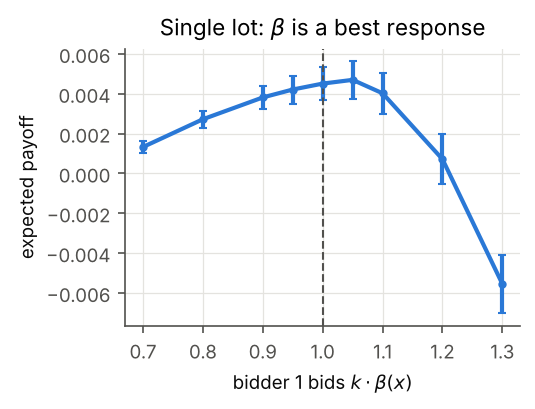 Single lot: β is a best response
expected payoff
0.006
0.004
0.002
0.000
−0.002
−0.004
−0.006
0.7 0.8 0.9 1.0 1.1 1.2 1.3
bidder 1 bids k · β(x)